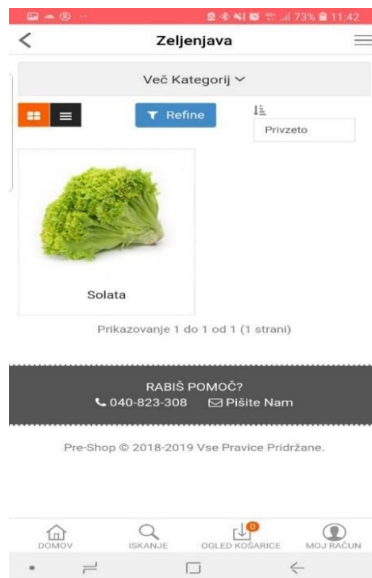 73% 11:42
Zeljenjava
Več Kategorij
Refine
Privzeto
Solata
Prikazovanje 1 do 1 od 1 (1 strani)
RABIŠ POMOČ?
040-823-308 Pišite Nam
Pre-Shop © 2018-2019 Vse Pravice Pridržane.
0
DOMOV ISKANJE OGLED KOŠARICE MOJ RAČUN